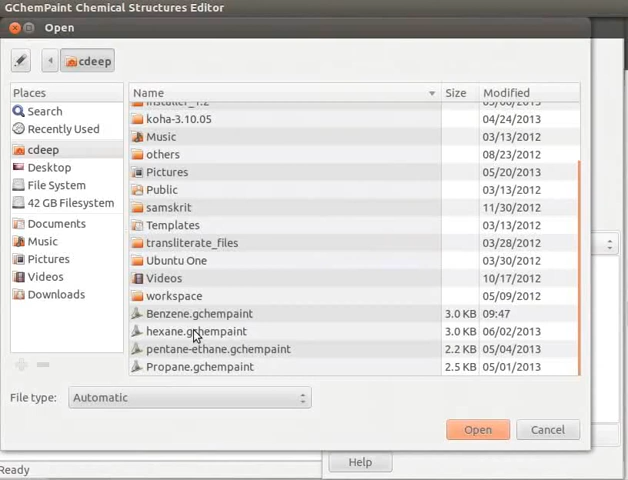 GChemPaint Chemical Structures Editor
Open
cdeep
Places
Name Size Modified
Search
installer_1.2 05/06/2013
koha-3.10.05 04/24/2013
Recently Used
Music 03/13/2012
cdeep
others 08/23/2012
Desktop
Pictures 05/20/2013
File System
Public 03/13/2012
42 GB Filesystem
samskrit 11/30/2012
Documents
Templates 03/13/2012
Music
transliterate_files 03/28/2012
Pictures
Ubuntu One 03/30/2012
Videos
Videos 10/17/2012
Downloads
workspace 05/09/2012
Benzene.gchempaint 3.0 KB 09:47
hexane.gchempaint 3.0 KB 06/02/2013
pentane-ethane.gchempaint 2.2 KB 05/04/2013
Propane.gchempaint 2.5 KB 05/01/2013
File type: Automatic
Open Cancel
Help
Ready